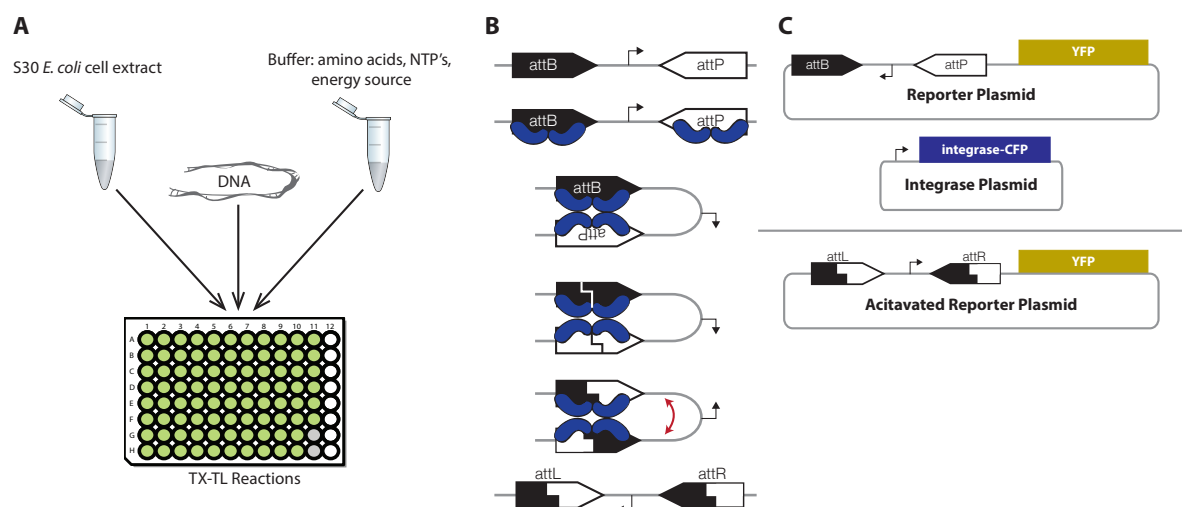 A
S30 E. coli cell extract
Buffer: amino acids, NTP's,
energy source
DNA
1 2 3 4 5 6 7 8 9 10 11 12
A
B
C
D
E
F
G
H
TX-TL Reactions
B
attB
attP
attB
attP
attB
attP
attL
attR
C
YFP
attB
attP
Reporter Plasmid
integrase-CFP
Integrase Plasmid
attL
attR
YFP
Acitavated Reporter Plasmid